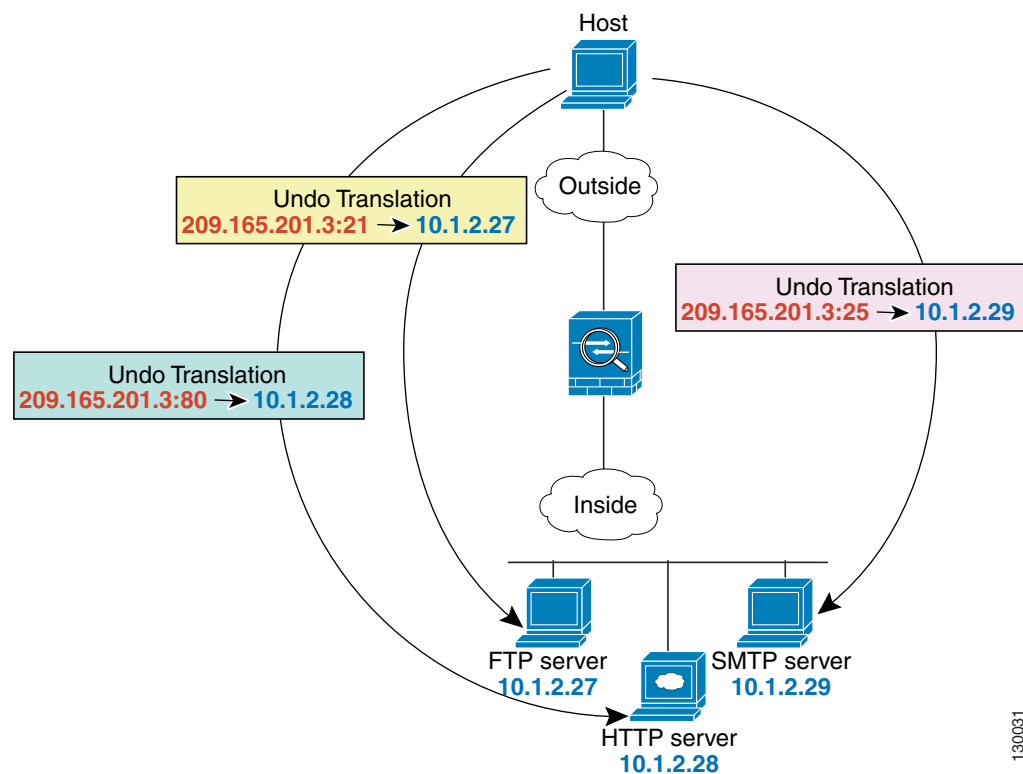 Host
Outside
Undo Translation
209.165.201.3:21 → 10.1.2.27
Undo Translation
209.165.201.3:25 → 10.1.2.29
Undo Translation
209.165.201.3:80 → 10.1.2.28
Inside
FTP server
10.1.2.27
SMTP server
10.1.2.29
HTTP server
10.1.2.28
130031